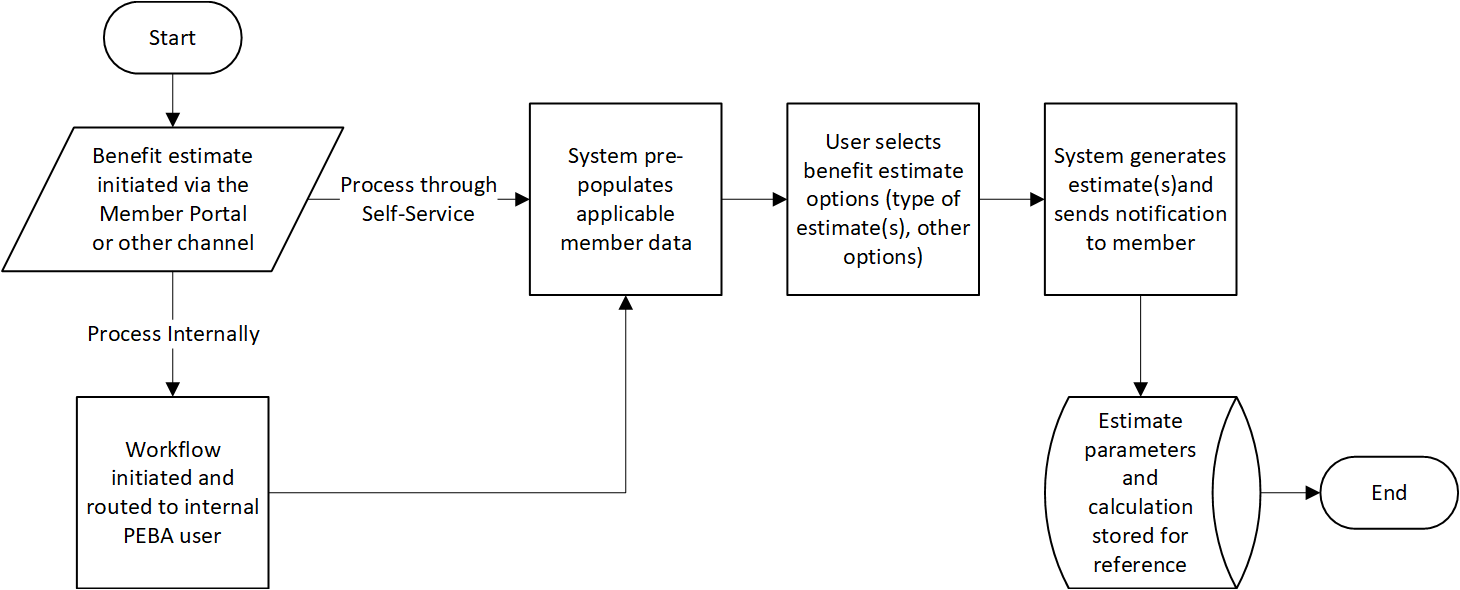 Start
Benefit estimate
initiated via the
Member Portal
or other channel
Process through
Self-Service
System pre-
populates
applicable
member data
User selects
benefit estimate
options (type of
estimate(s), other
options)
System generates
estimate(s)and
sends notification
to member
Process Internally
Workflow
initiated and
routed to internal
PEBA user
Estimate
parameters
and
calculation
stored for
reference
End